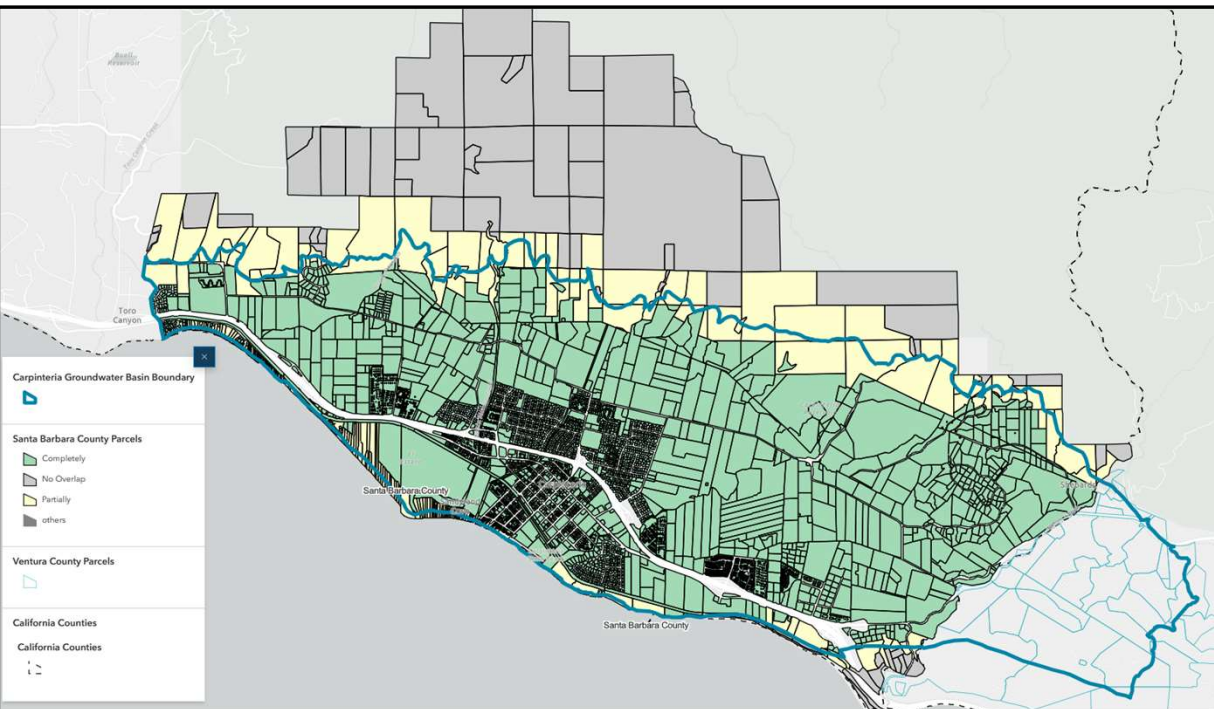 Toro
Canyon
×
Carpinteria Groundwater Basin Boundary
Santa Barbara County Parcels
Completely
No Overlap
Partially
others
Ventura County Parcels
California Counties
California Counties
Santa Barbara County
Santa Barbara County